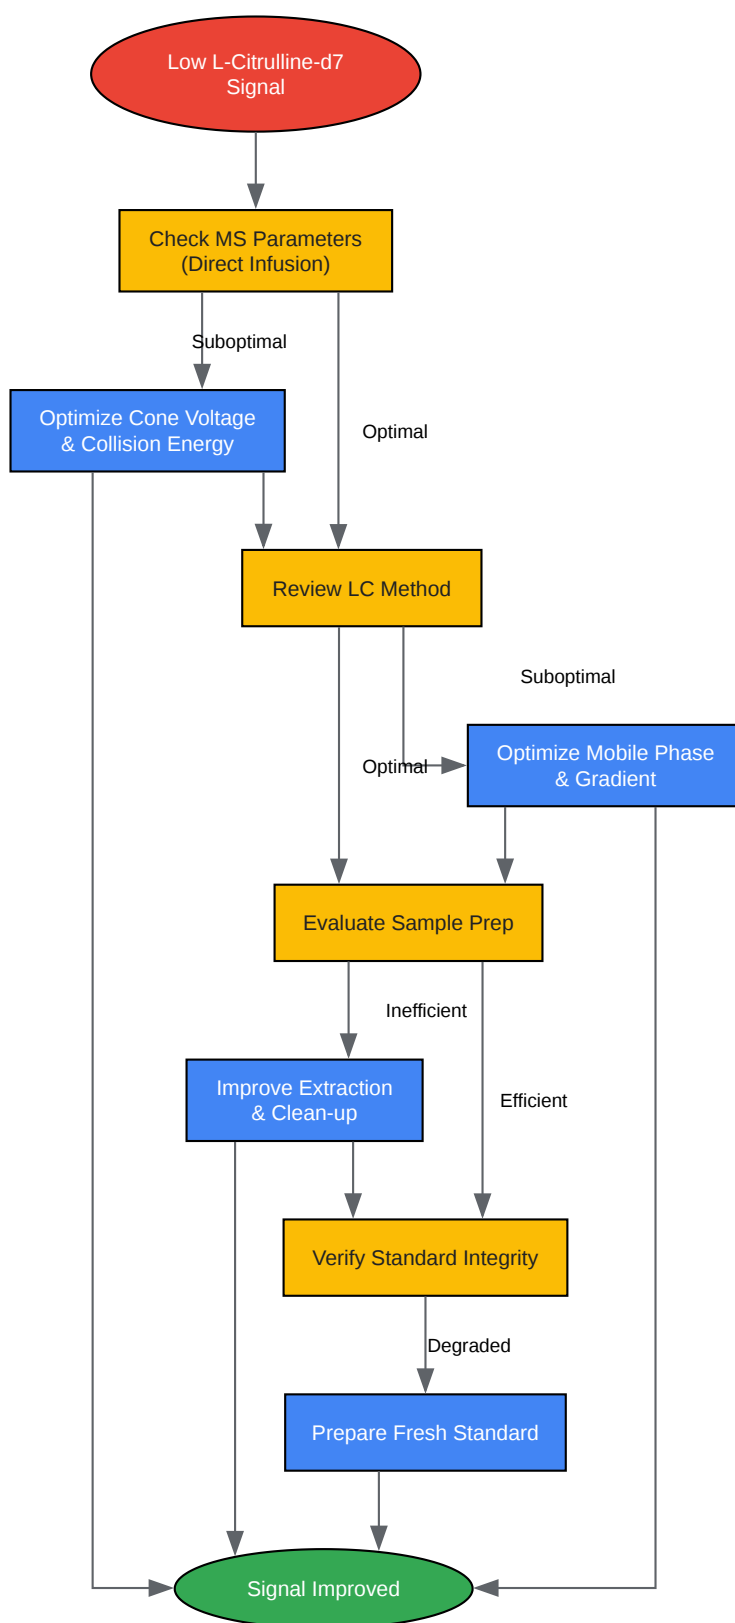 Low L-Citrulline-d7
Signal
Check MS Parameters
(Direct Infusion)
Suboptimal
Optimize Cone Voltage
& Collision Energy
Optimal
Review LC Method
Suboptimal
Optimal
Optimize Mobile Phase
& Gradient
Evaluate Sample Prep
Inefficient
Improve Extraction
& Clean-up
Efficient
Verify Standard Integrity
Degraded
Prepare Fresh Standard
Signal Improved